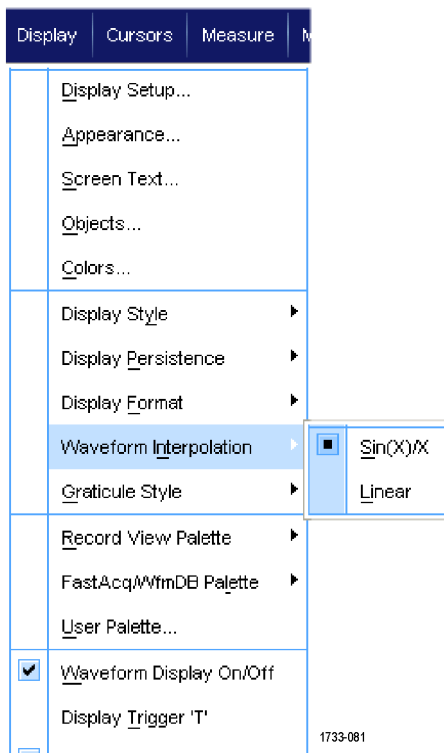 Display Cursors Measure
Display Setup...
Appearance...
Screen Text...
Objects...
Colors...
Display Style
Display Persistence
Display Format
Waveform Interpolation
Sin(X)/X
Graticule Style
Linear
Record View Palette
FastAcq/WfmDB Palette
User Palette...
Waveform Display On/Off
Display Trigger 'T'
1733-081